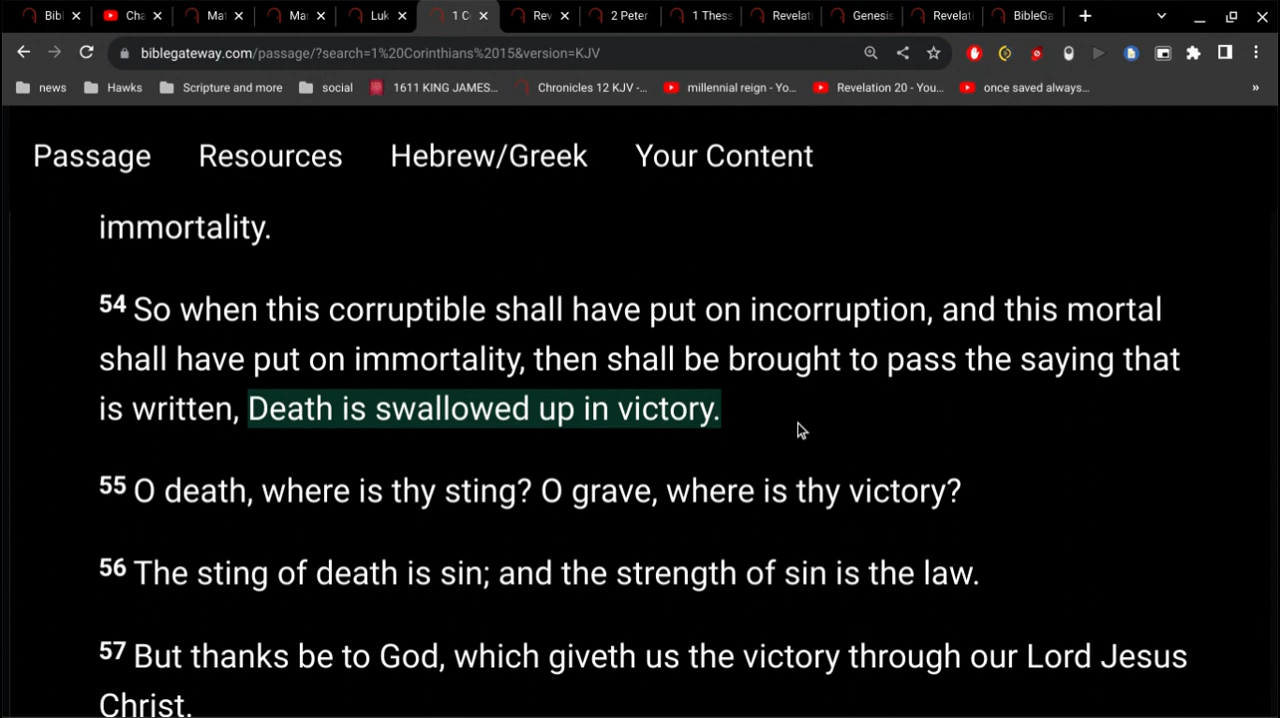 Bibl
Cha
Mat
Mar
Luk
1 C
Rev
2 Peter
1 Thess
Revelati
Genesis
Revelati
BibleGa
biblegateway.com/passage/?search=1%20Corinthians%2015&version=KJV
news
Hawks
Scripture and more
social
1611 KING JAMES...
Chronicles 12 KJV -...
millennial reign - Yo...
Revelation 20 - You...
once saved always...
»
Passage Resources Hebrew/Greek Your Content
immortality.
54 So when this corruptible shall have put on incorruption, and this mortal
shall have put on immortality, then shall be brought to pass the saying that
is written, Death is swallowed up in victory.
55 O death, where is thy sting? O grave, where is thy victory?
56 The sting of death is sin; and the strength of sin is the law.
57 But thanks be to God, which giveth us the victory through our Lord Jesus
Christ.